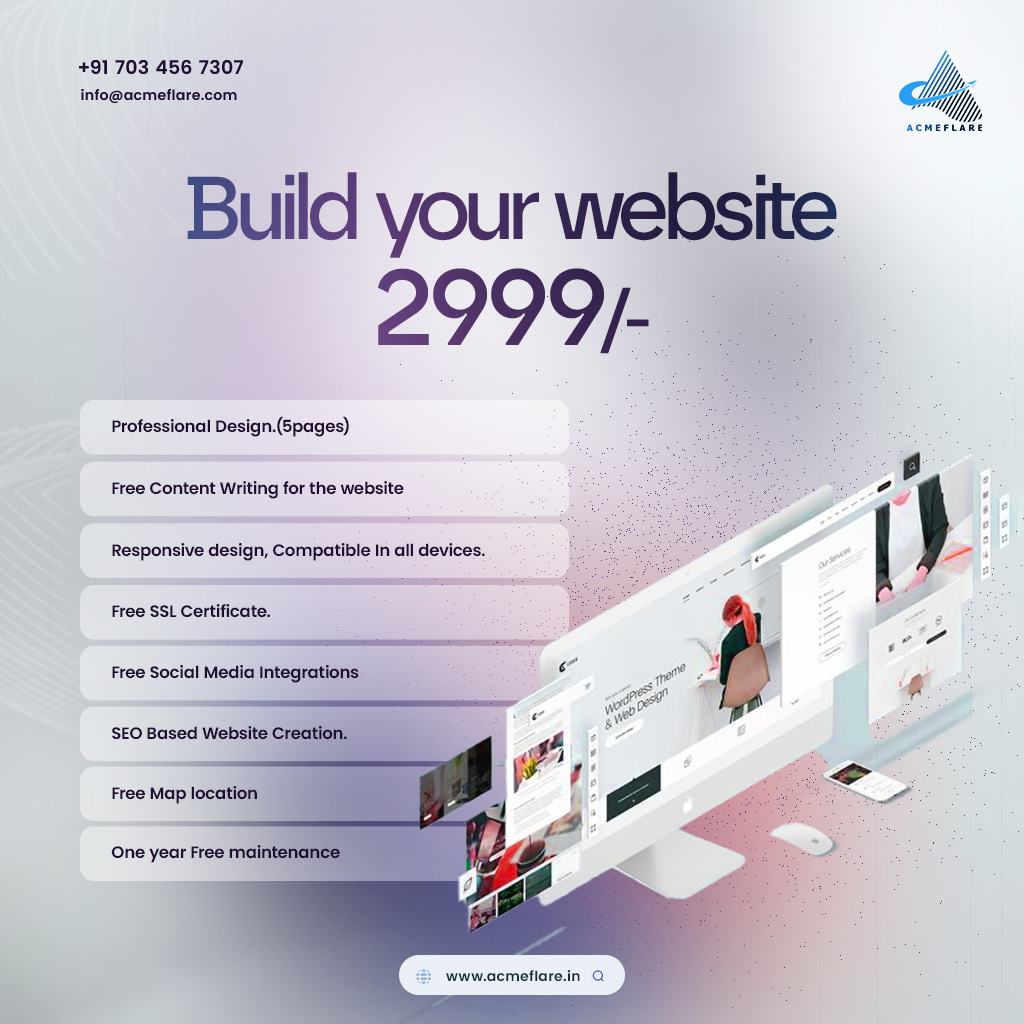 +91 703 456 7307
info@acmeflare.com
ACMEFLARE
Build your website
2999/-
Professional Design.(5pages)
Free Content Writing for the website
Responsive design, Compatible In all devices.
Free SSL Certificate.
Free Social Media Integrations
SEO Based Website Creation.
Free Map location
One year Free maintenance
Our Services
WordPress Theme
& Web Design
www.acmeflare.in